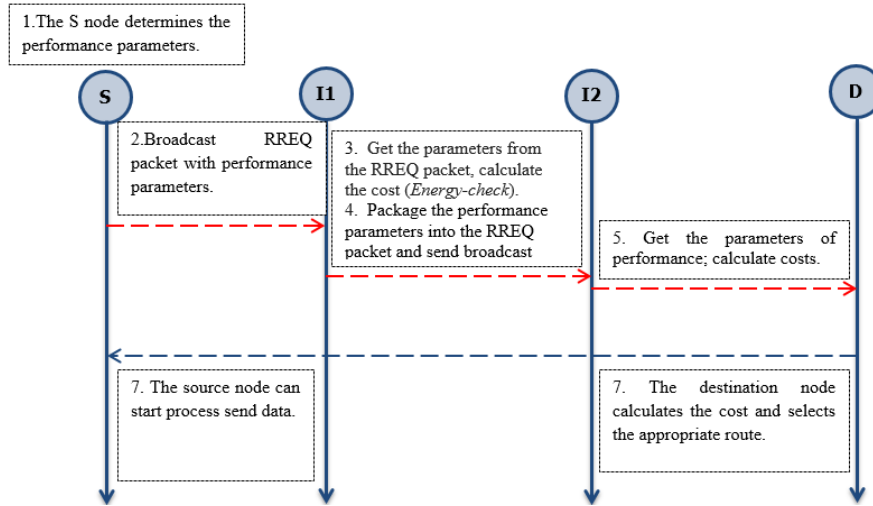 1.The S node determines the
performance parameters.
S
I1
I2
D
2.Broadcast RREQ
packet with performance
parameters.
3. Get the parameters from
the RREQ packet, calculate
the cost (Energy-check).
4. Package the performance
parameters into the RREQ
packet and send broadcast
5. Get the parameters of
performance; calculate costs.
7. The source node can
start process send data.
7. The destination node
calculates the cost and selects
the appropriate route.